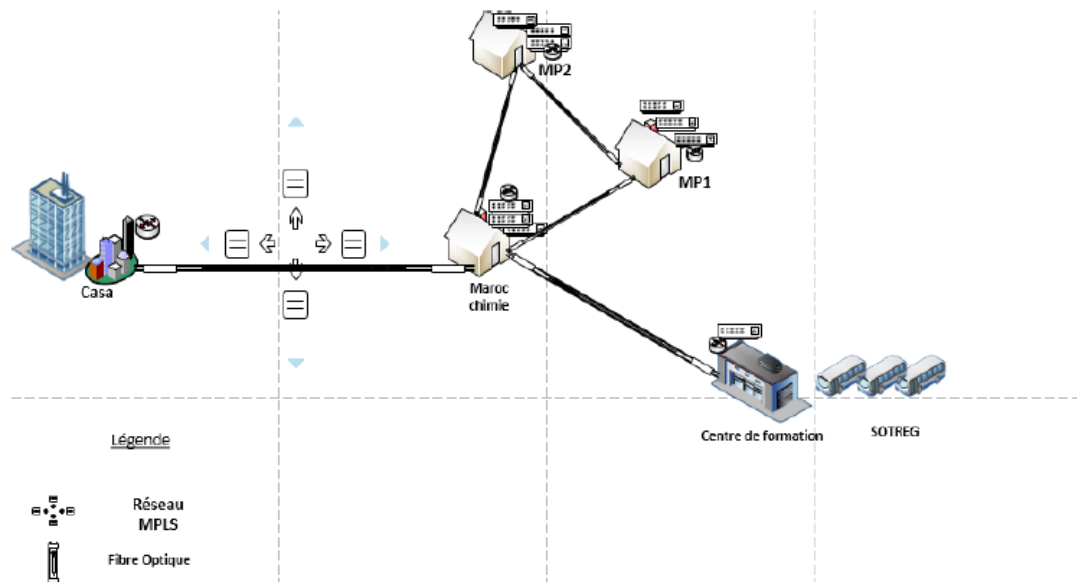 MP2
MP1
Casa
Maroc
chimie
Centre de formation
SOTREG
Légende
Réseau
MPLS
Fibre Optique